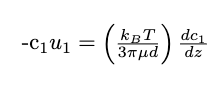 -c₁u₁ = (k_BT / 3πμd) dc₁/dz